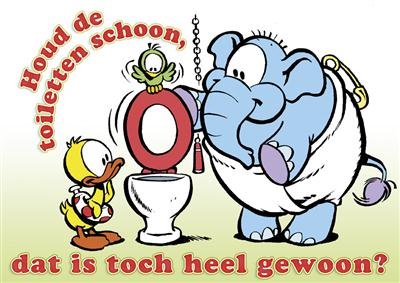 Houd de
toiletten schoon,
dat is toch heel gewoon?